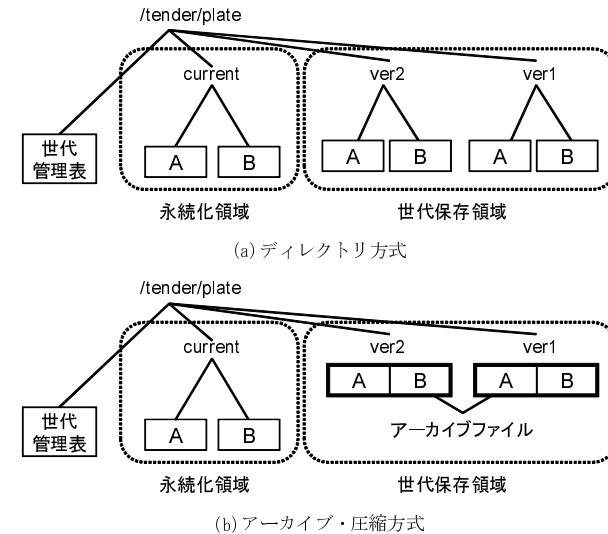 /tender/plate
current
ver2
ver1
世代
管理表
A
B
A
B
A
B
永続化領域
世代保存領域
(a)ディレクトリ方式
/tender/plate
current
ver2
ver1
A
B
A
B
世代
管理表
A
B
アーカイブファイル
永続化領域
世代保存領域
(b)アーカイブ・圧縮方式